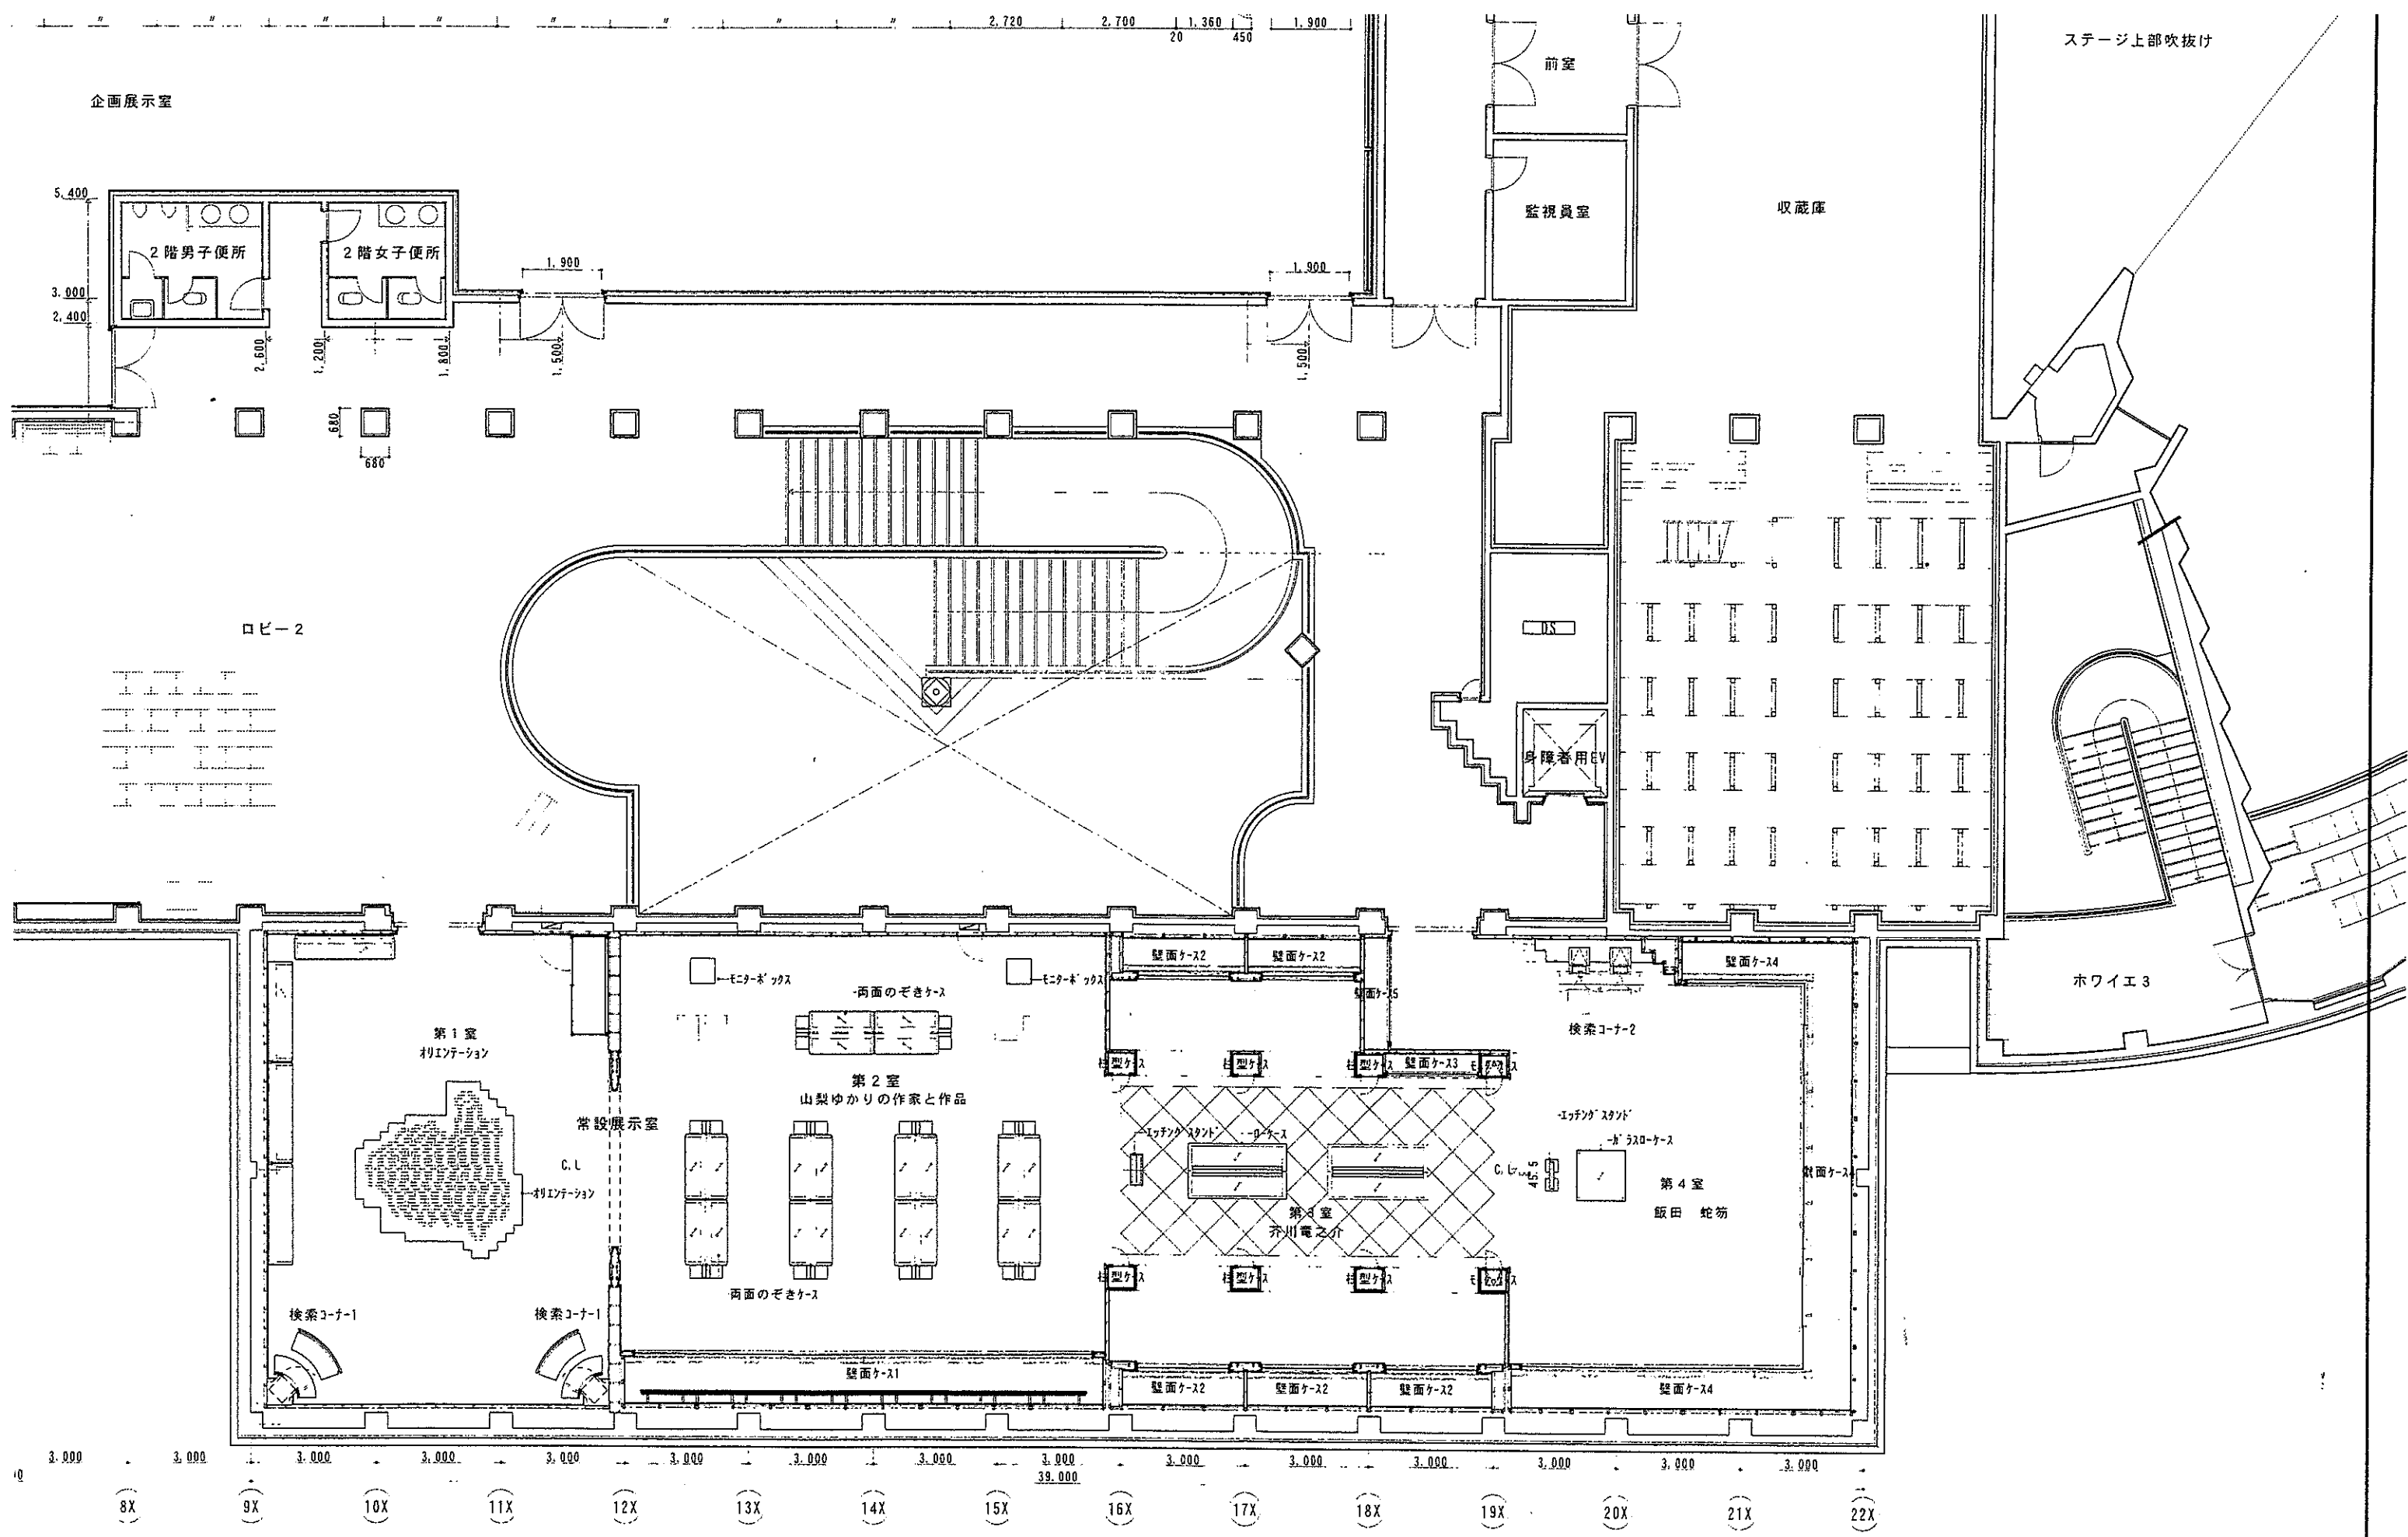 〃 〃 〃 〃 〃 〃 〃 〃 2,720 2,700 1,360 1,900
20 450
ステージ上部吹抜け
前室
企画展示室
5,400
監視員室
収蔵庫
2階男子便所
2階女子便所
1,900
1,900
3,000
2,400
2,600
1,200
1,800
1,500
1,500
680
680
ロビー2
DS
身障者用EV
壁面ケース2
壁面ケース2
壁面ケース4
モニターボックス
モニターボックス
両面のぞきケース
壁面ケース5
ホワイエ3
第1室
オリエンテーション
検索コーナー2
柱型ケース
柱型ケース
柱型ケース
壁面ケース3
第2室
山梨ゆかりの作家と作品
常設展示室
エッチングスタンド
エッチングスタンド
ガラスローケース
C.L
C.L
45.5
壁面ケース
オリエンテーション
第4室
飯田 蛇笏
第3室
芥川竜之介
柱型ケース
柱型ケース
柱型ケース
両面のぞきケース
検索コーナー1
検索コーナー1
壁面ケース1
壁面ケース2
壁面ケース2
壁面ケース2
壁面ケース4
3,000 3,000 3,000 3,000 3,000 3,000 3,000 3,000 3,000 3,000 3,000 3,000 3,000 3,000 3,000
39,000
8X 9X 10X 11X 12X 13X 14X 15X 16X 17X 18X 19X 20X 21X 22X